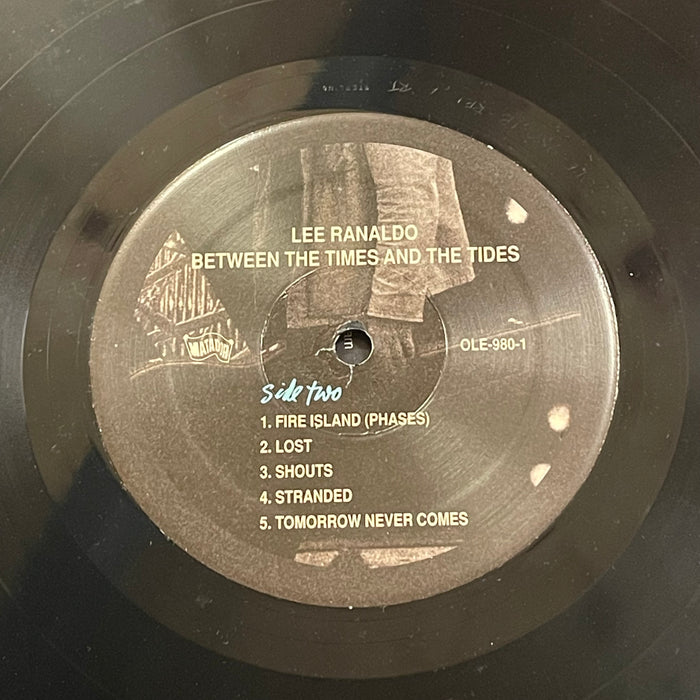 LEE RANALDO
BETWEEN THE TIMES AND THE TIDES
MATADOR
OLE-980-1
side two
1. FIRE ISLAND (PHASES)
2. LOST
3. SHOUTS
4. STRANDED
5. TOMORROW NEVER COMES